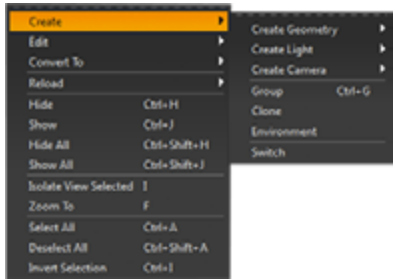 Create
Edit
Convert To
Reload
Hide Ctrl+H
Show Ctrl+J
Hide All Ctrl+Shift+H
Show All Ctrl+Shift+J
Isolate View Selected I
Zoom To F
Select All Ctrl+A
Deselect All Ctrl+Shift+A
Invert Selection Ctrl+I
Create Geometry
Create Light
Create Camera
Group Ctrl+G
Clone
Environment
Switch